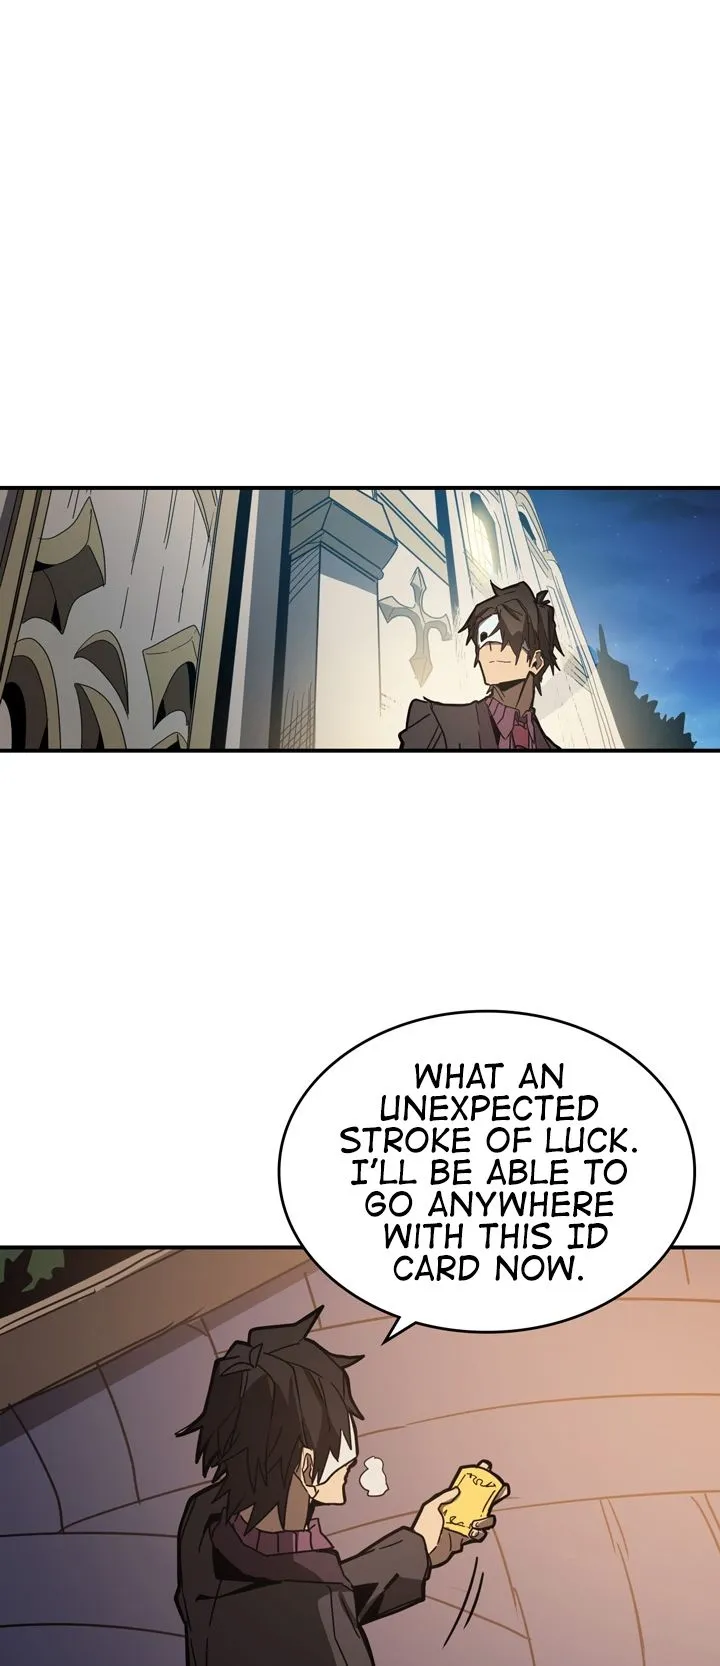 WHAT AN
UNEXPECTED
STROKE OF LUCK.
I'LL BE ABLE TO
GO ANYWHERE
WITH THIS ID
CARD NOW.